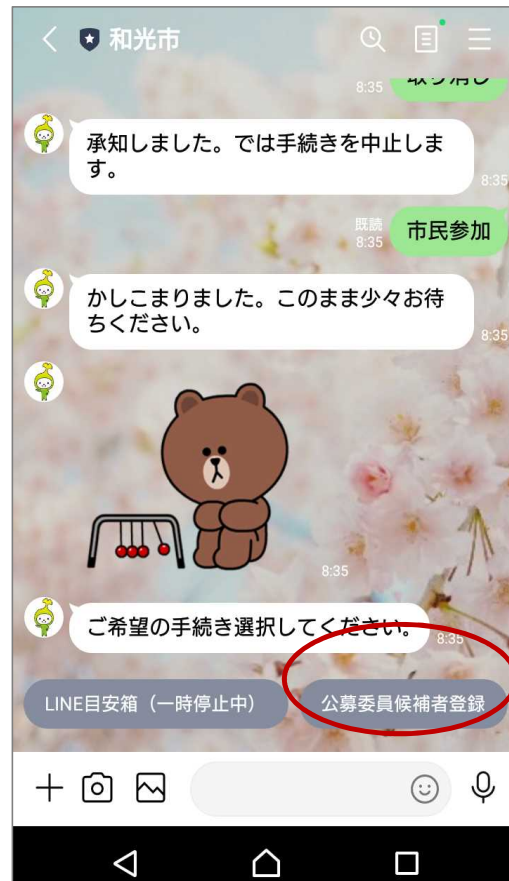 和光市
取り消し
8:35
承知しました。では手続きを中止しま
す。
8:35
既読
8:35
市民参加
かしこまりました。このまま少々お待
ちください。
8:35
8:35
ご希望の手続き選択してください。
8:35
LINE目安箱（一時停止中）
公募委員候補者登録